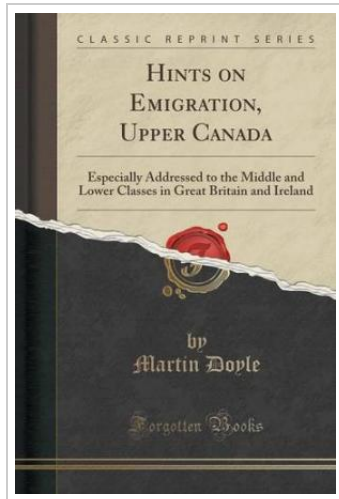 CLASSIC REPRINT SERIES
HINTS ON
EMIGRATION,
UPPER CANADA
Especially Addressed to the Middle and
Lower Classes in Great Britain and Ireland
F
by
Martin Doyle
Forgotten Books